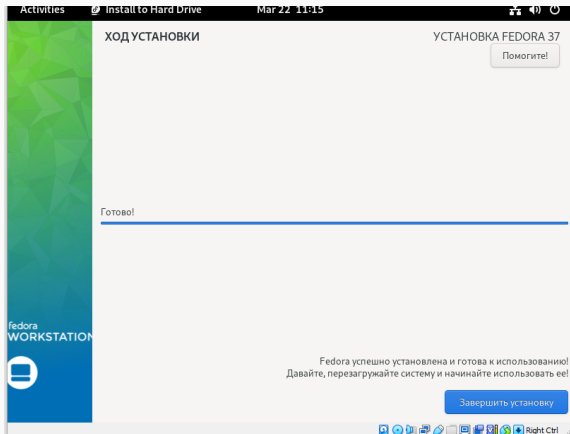 Activities Install to Hard Drive Mar 22 11:15
ХОД УСТАНОВКИ
УСТАНОВКА FEDORA 37
Помогите!
Готово!
fedora
WORKSTATION
Fedora успешно установлена и готова к использованию!
Давайте, перезагружайте систему и начинайте использовать ее!
Завершить установку
Right Ctrl